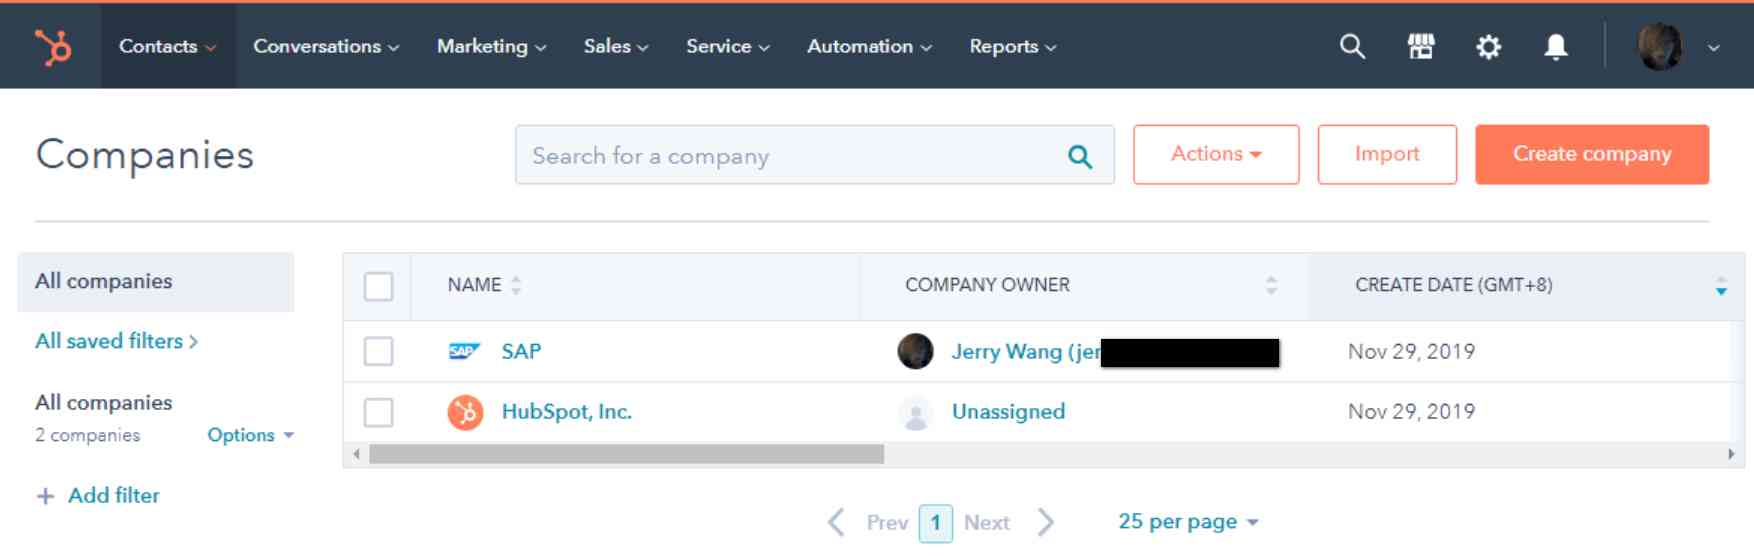 Contacts Conversations Marketing Sales Service Automation Reports
Companies
Search for a company
Actions
Import
Create company
All companies
All saved filters
All companies
2 companies Options
+ Add filter
NAME COMPANY OWNER CREATE DATE (GMT+8)
SAP SAP Jerry Wang (jer Nov 29, 2019
HubSpot, Inc. Unassigned Nov 29, 2019
Prev 1 Next 25 per page